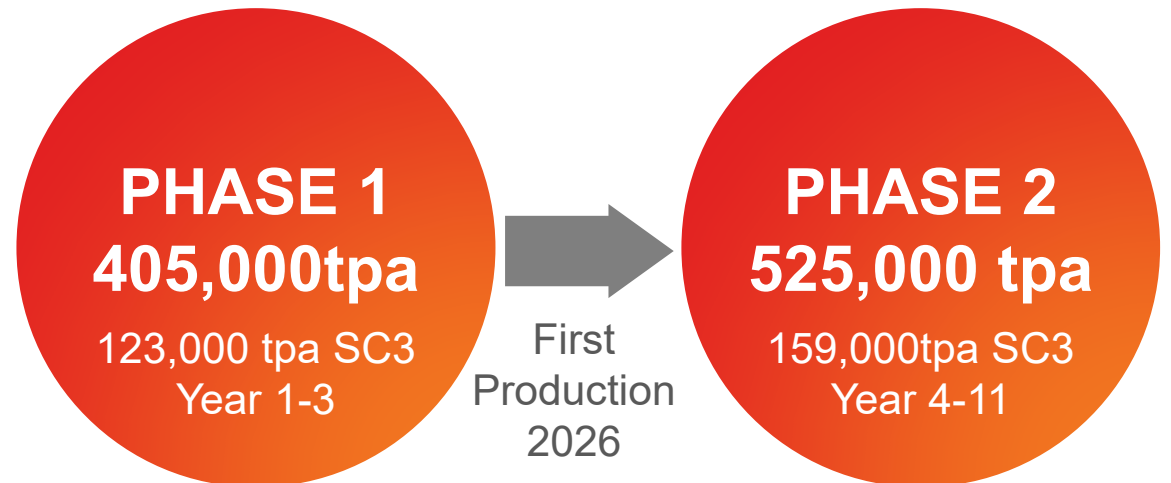 PHASE 1
405,000tpa
123,000 tpa SC3
Year 1-3
First
Production
2026
PHASE 2
525,000 tpa
159,000tpa SC3
Year 4-11